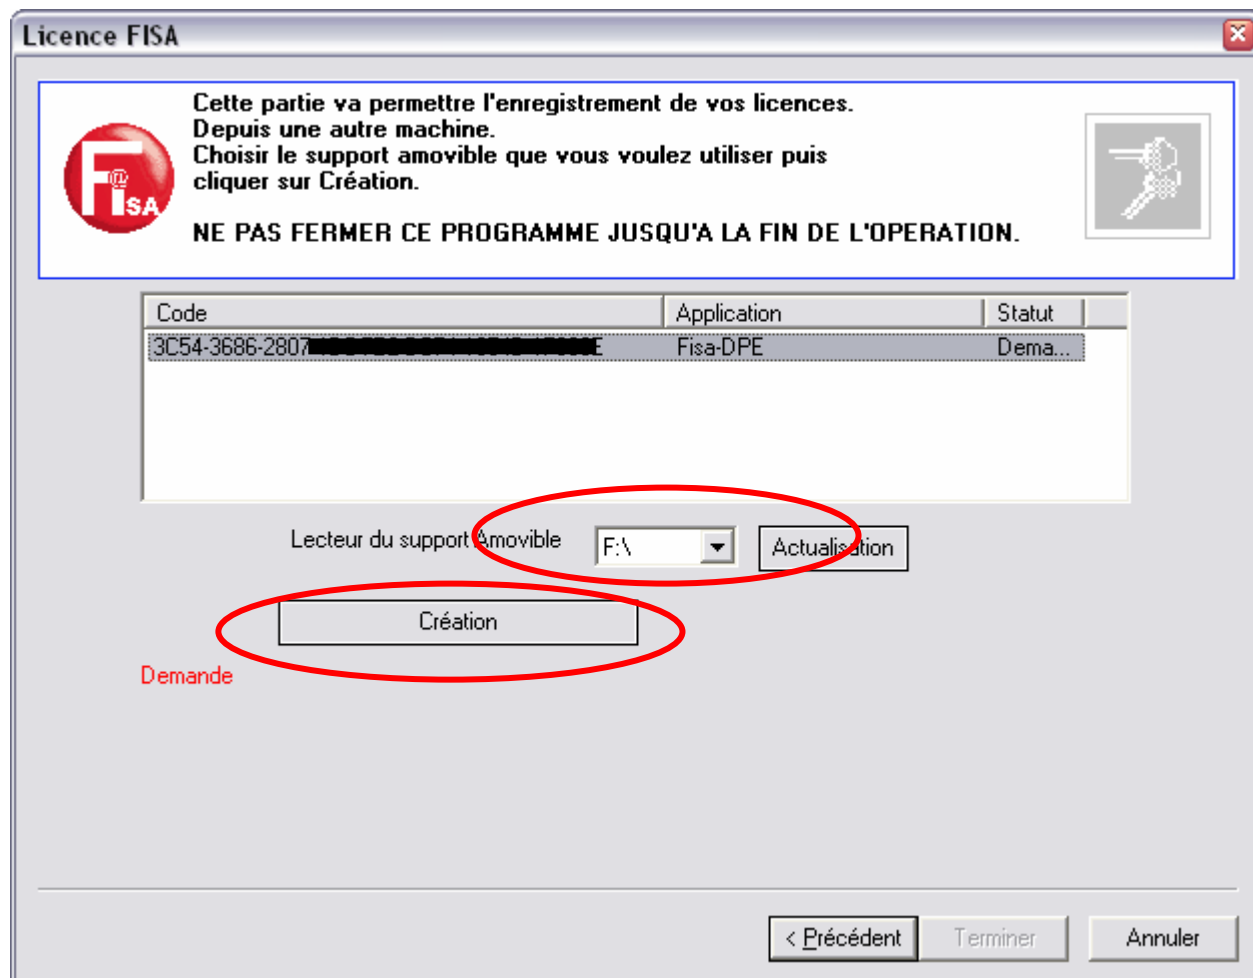 Licence FISA
Cette partie va permettre l'enregistrement de vos licences.
Depuis une autre machine.
Choisir le support amovible que vous voulez utiliser puis
cliquer sur Création.
NE PAS FERMER CE PROGRAMME JUSQU'A LA FIN DE L'OPERATION.
F@ISA
Code Application Statut
3C54-3686-2807 E Fisa-DPE Dema...
Lecteur du support Amovible F:\ Actualisation
Création
Demande
< Précédent Terminer Annuler